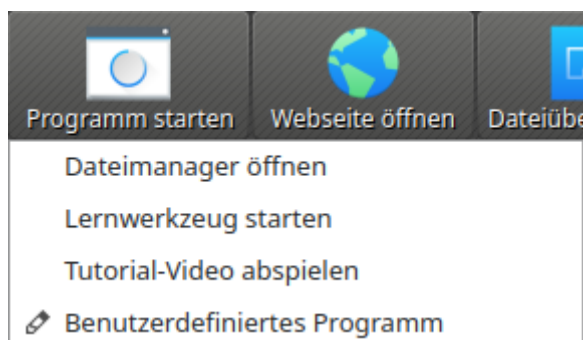 Programm starten
Webseite öffnen
Dateimanager öffnen
Lernwerkzeug starten
Tutorial-Video abspielen
Benutzerdefiniertes Programm